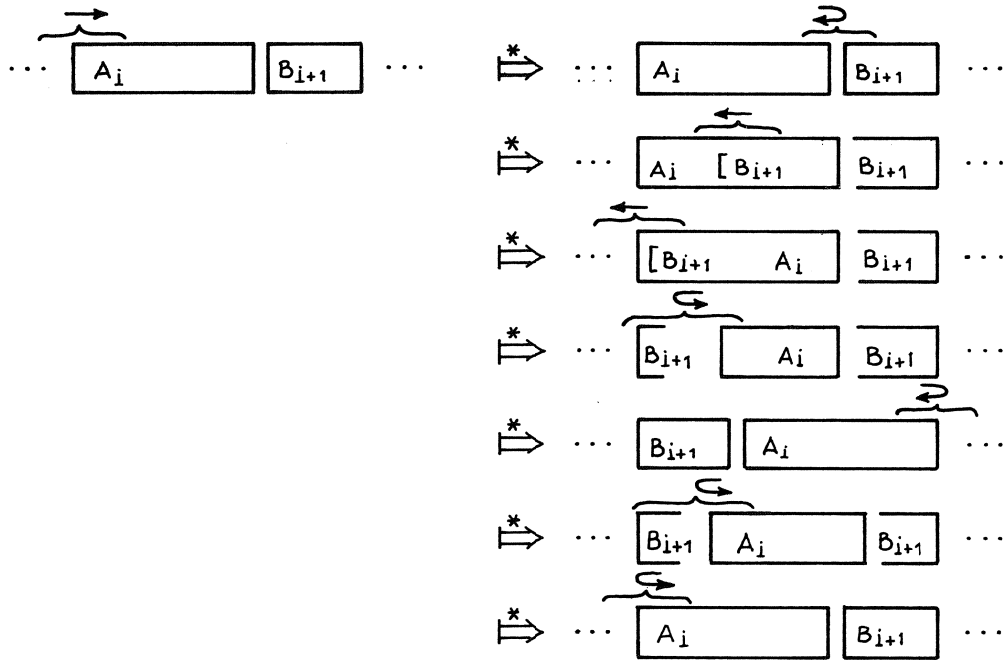 ··· A_i B_{i+1} ··· * ··· A_i B_{i+1} ···
* ··· A_i [B_{i+1} B_{i+1} ···
* ··· [B_{i+1} A_i B_{i+1} ···
* ··· B_{i+1} A_i B_{i+1} ···
* ··· B_{i+1} A_i ···
* ··· B_{i+1} A_i B_{i+1} ···
* ··· A_i B_{i+1} ···